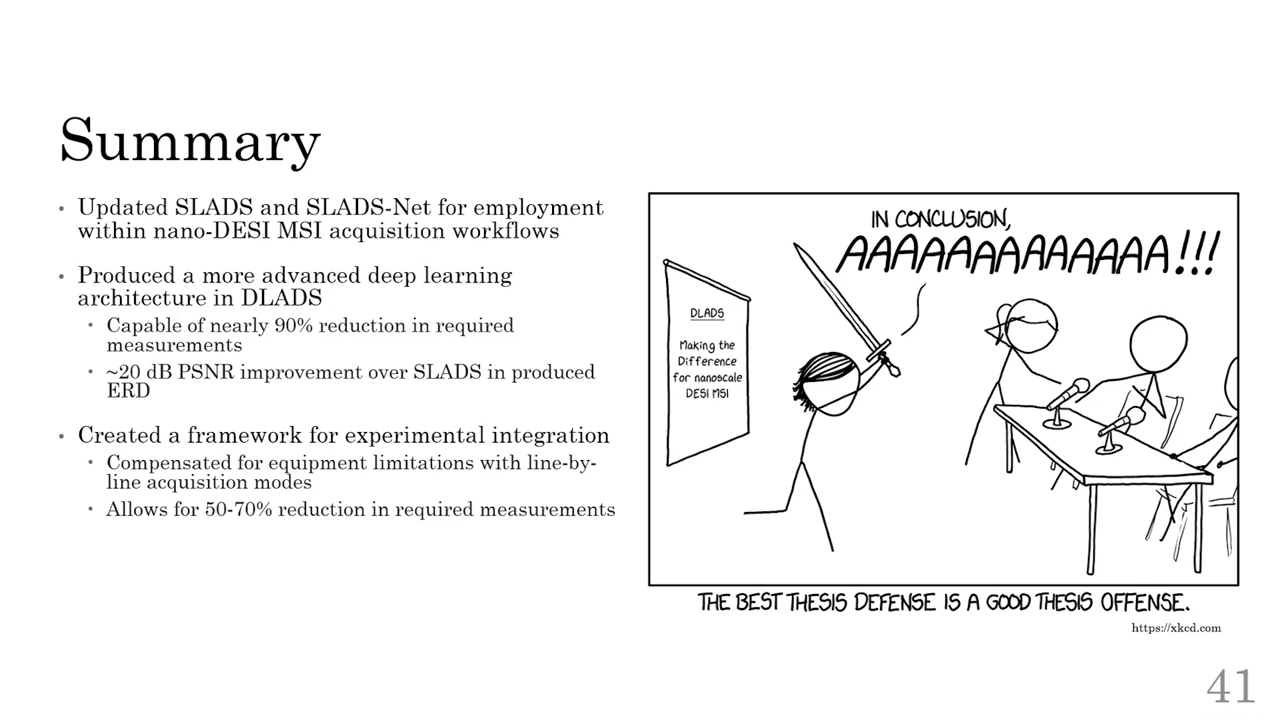 Summary
• Updated SLADS and SLADS-Net for employment
within nano-DESI MSI acquisition workflows
• Produced a more advanced deep learning
architecture in DLADS
• Capable of nearly 90% reduction in required
measurements
• ~20 dB PSNR improvement over SLADS in produced
ERD
• Created a framework for experimental integration
• Compensated for equipment limitations with line-by-
line acquisition modes
• Allows for 50-70% reduction in required measurements
IN CONCLUSION,
AAAAAAAAAAAAAA!!!
DLADS
Making the
Difference
for nanoscale
DESI MSI
THE BEST THESIS DEFENSE IS A GOOD THESIS OFFENSE.
https://xkcd.com
41